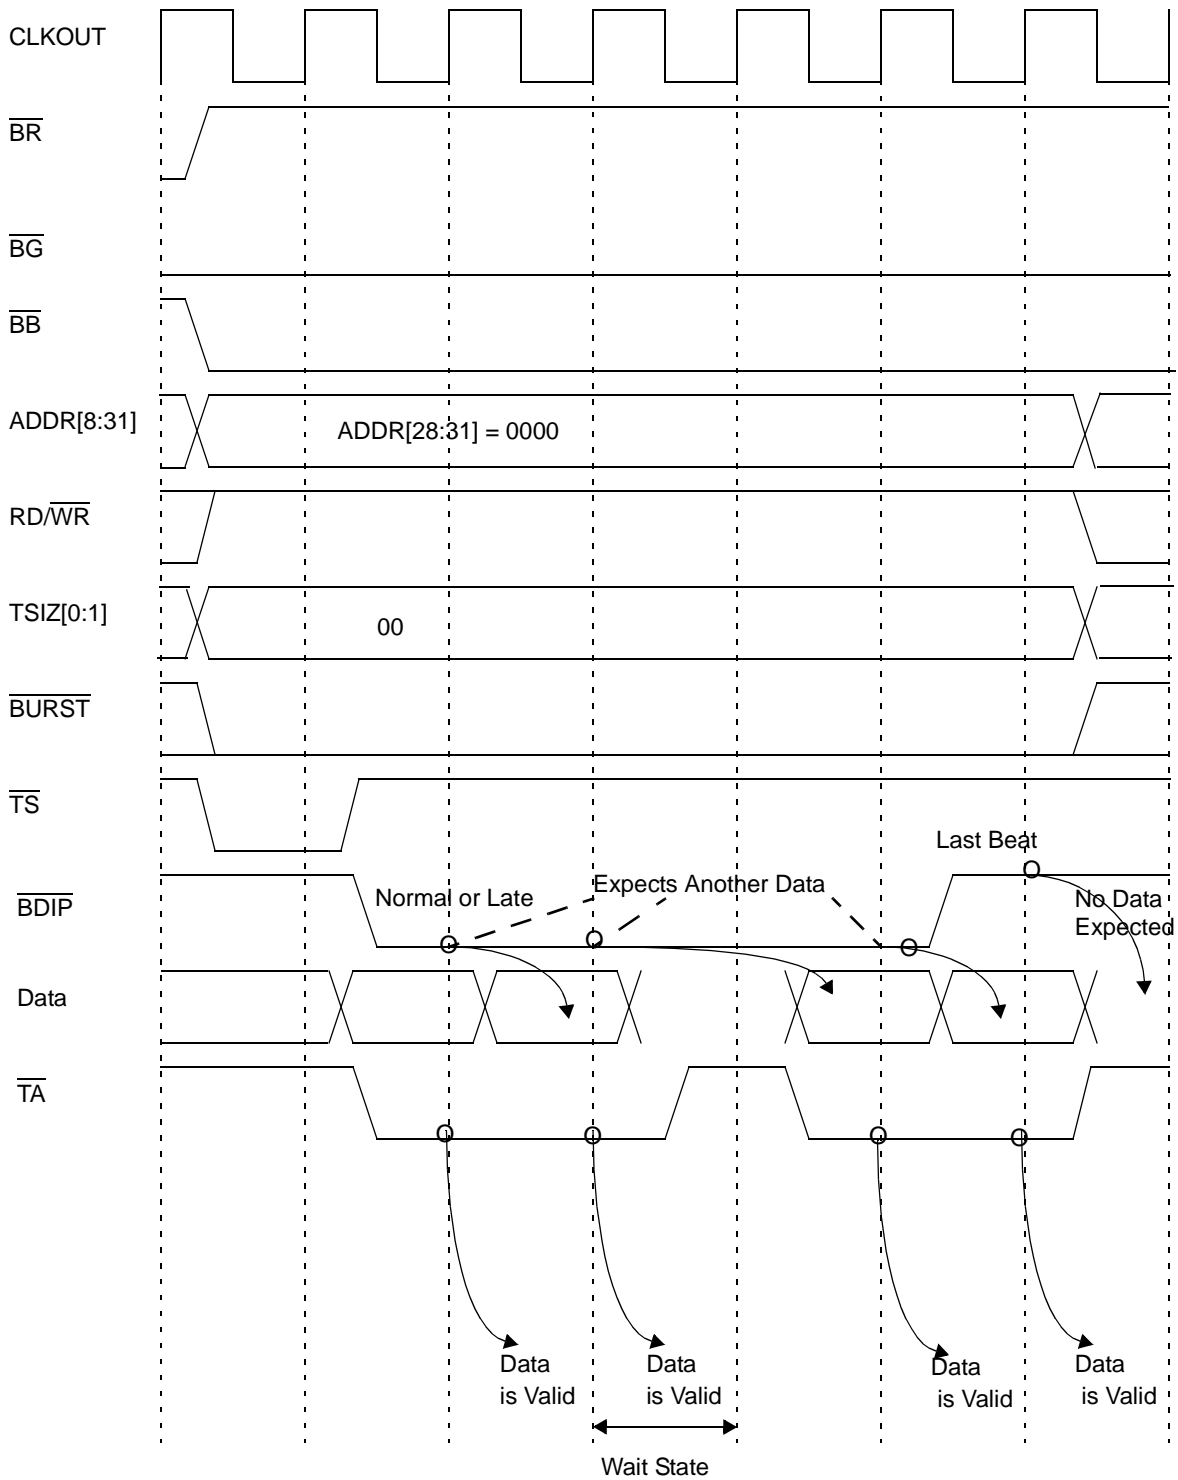 CLKOUT
BR
BG
BB
ADDR[8:31]
ADDR[28:31] = 0000
RD/WR
TSIZ[0:1]
00
BURST
TS
Last Beat
BDIP
Normal or Late
Expects Another Data
No Data
Expected
Data
TA
Data
is Valid
Data
is Valid
Data
is Valid
Data
is Valid
Wait State